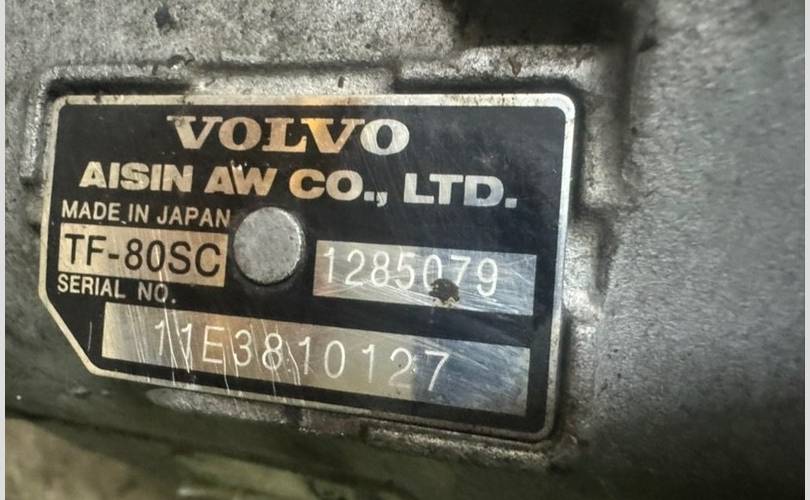 VOLVO
AISIN AW CO., LTD.
MADE IN JAPAN
TF-80SC
1285079
SERIAL NO.
11E3810127